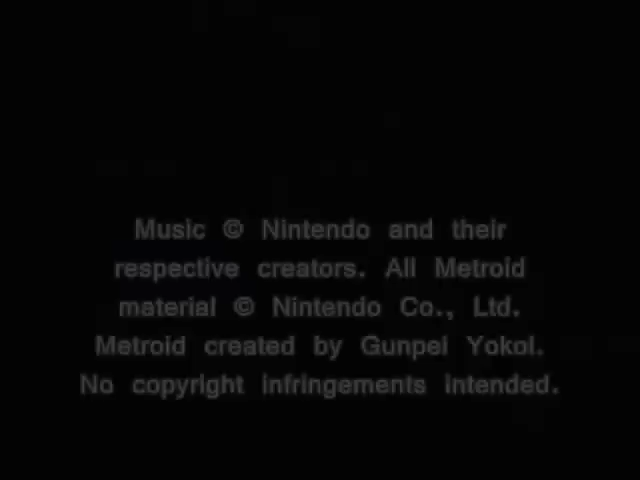 Music © Nintendo and their
respective creators. All Metroid
material © Nintendo Co., Ltd.
Metroid created by Gunpei Yokoi.
No copyright infringements intended.